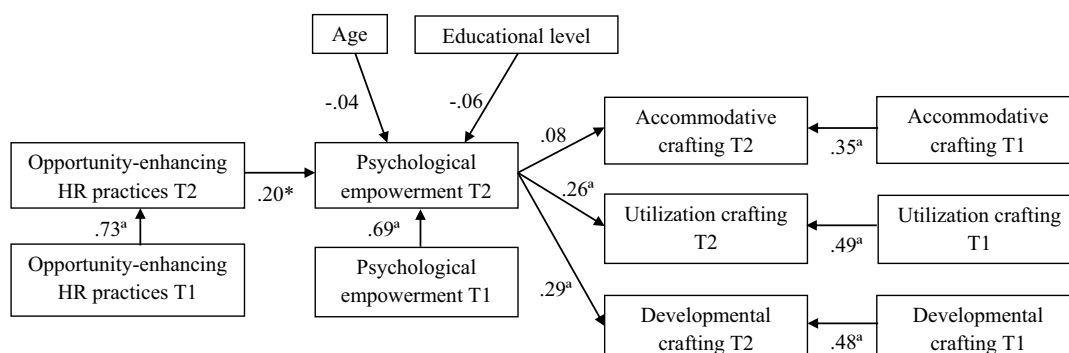 Age
Educational level
-.04
-.06
Accommodative
crafting T2
Accommodative
crafting T1
.08
.35ᵃ
Opportunity-enhancing
HR practices T2
.20*
Psychological
empowerment T2
.26ᵃ
Utilization crafting
T2
Utilization crafting
T1
.49ᵃ
.73ᵃ
.69ᵃ
Opportunity-enhancing
HR practices T1
Psychological
empowerment T1
.29ᵃ
Developmental
crafting T2
Developmental
crafting T1
.48ᵃ